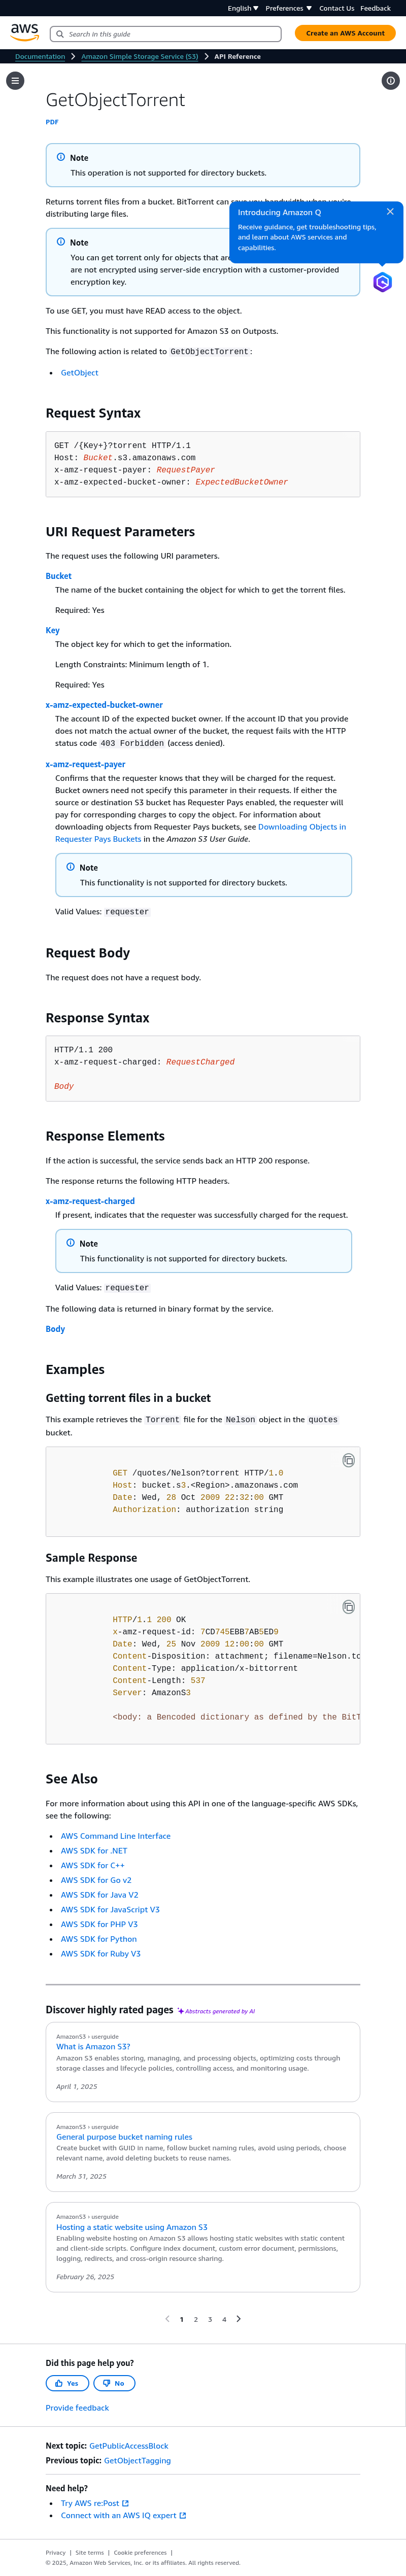 English Preferences Contact Us Feedback
aws
Search in this guide
Create an AWS Account
Documentation Amazon Simple Storage Service (S3) API Reference
GetObjectTorrent
PDF
Note
This operation is not supported for directory buckets.
Returns torrent files from a bucket. BitTorrent can save you bandwidth when you're
distributing large files.
Introducing Amazon Q
Receive guidance, get troubleshooting tips,
and learn about AWS services and
capabilities.
Note
You can get torrent only for objects that are
are not encrypted using server-side encryption with a customer-provided
encryption key.
To use GET, you must have READ access to the object.
This functionality is not supported for Amazon S3 on Outposts.
The following action is related to GetObjectTorrent:
• GetObject
Request Syntax
GET /{Key+}?torrent HTTP/1.1
Host: Bucket.s3.amazonaws.com
x-amz-request-payer: RequestPayer
x-amz-expected-bucket-owner: ExpectedBucketOwner
URI Request Parameters
The request uses the following URI parameters.
Bucket
The name of the bucket containing the object for which to get the torrent files.
Required: Yes
Key
The object key for which to get the information.
Length Constraints: Minimum length of 1.
Required: Yes
x-amz-expected-bucket-owner
The account ID of the expected bucket owner. If the account ID that you provide
does not match the actual owner of the bucket, the request fails with the HTTP
status code 403 Forbidden (access denied).
x-amz-request-payer
Confirms that the requester knows that they will be charged for the request.
Bucket owners need not specify this parameter in their requests. If either the
source or destination S3 bucket has Requester Pays enabled, the requester will
pay for corresponding charges to copy the object. For information about
downloading objects from Requester Pays buckets, see Downloading Objects in
Requester Pays Buckets in the Amazon S3 User Guide.
Note
This functionality is not supported for directory buckets.
Valid Values: requester
Request Body
The request does not have a request body.
Response Syntax
HTTP/1.1 200
x-amz-request-charged: RequestCharged
Body
Response Elements
If the action is successful, the service sends back an HTTP 200 response.
The response returns the following HTTP headers.
x-amz-request-charged
If present, indicates that the requester was successfully charged for the request.
Note
This functionality is not supported for directory buckets.
Valid Values: requester
The following data is returned in binary format by the service.
Body
Examples
Getting torrent files in a bucket
This example retrieves the Torrent file for the Nelson object in the quotes
bucket.
GET /quotes/Nelson?torrent HTTP/1.0
Host: bucket.s3.<Region>.amazonaws.com
Date: Wed, 28 Oct 2009 22:32:00 GMT
Authorization: authorization string
Sample Response
This example illustrates one usage of GetObjectTorrent.
HTTP/1.1 200 OK
x-amz-request-id: 7CD745EBB7AB5ED9
Date: Wed, 25 Nov 2009 12:00:00 GMT
Content-Disposition: attachment; filename=Nelson.to
Content-Type: application/x-bittorrent
Content-Length: 537
Server: AmazonS3
<body: a Bencoded dictionary as defined by the BitT
See Also
For more information about using this API in one of the language-specific AWS SDKs,
see the following:
• AWS Command Line Interface
• AWS SDK for .NET
• AWS SDK for C++
• AWS SDK for Go v2
• AWS SDK for Java V2
• AWS SDK for JavaScript V3
• AWS SDK for PHP V3
• AWS SDK for Python
• AWS SDK for Ruby V3
Discover highly rated pages Abstracts generated by AI
AmazonS3 › userguide
What is Amazon S3?
Amazon S3 enables storing, managing, and processing objects, optimizing costs through
storage classes and lifecycle policies, controlling access, and monitoring usage.
April 1, 2025
AmazonS3 › userguide
General purpose bucket naming rules
Create bucket with GUID in name, follow bucket naming rules, avoid using periods, choose
relevant name, avoid deleting buckets to reuse names.
March 31, 2025
AmazonS3 › userguide
Hosting a static website using Amazon S3
Enabling website hosting on Amazon S3 allows hosting static websites with static content
and client-side scripts. Configure index document, custom error document, permissions,
logging, redirects, and cross-origin resource sharing.
February 26, 2025
1 2 3 4
Did this page help you?
Yes No
Provide feedback
Next topic: GetPublicAccessBlock
Previous topic: GetObjectTagging
Need help?
• Try AWS re:Post
• Connect with an AWS IQ expert
Privacy | Site terms | Cookie preferences |
© 2025, Amazon Web Services, Inc. or its affiliates. All rights reserved.